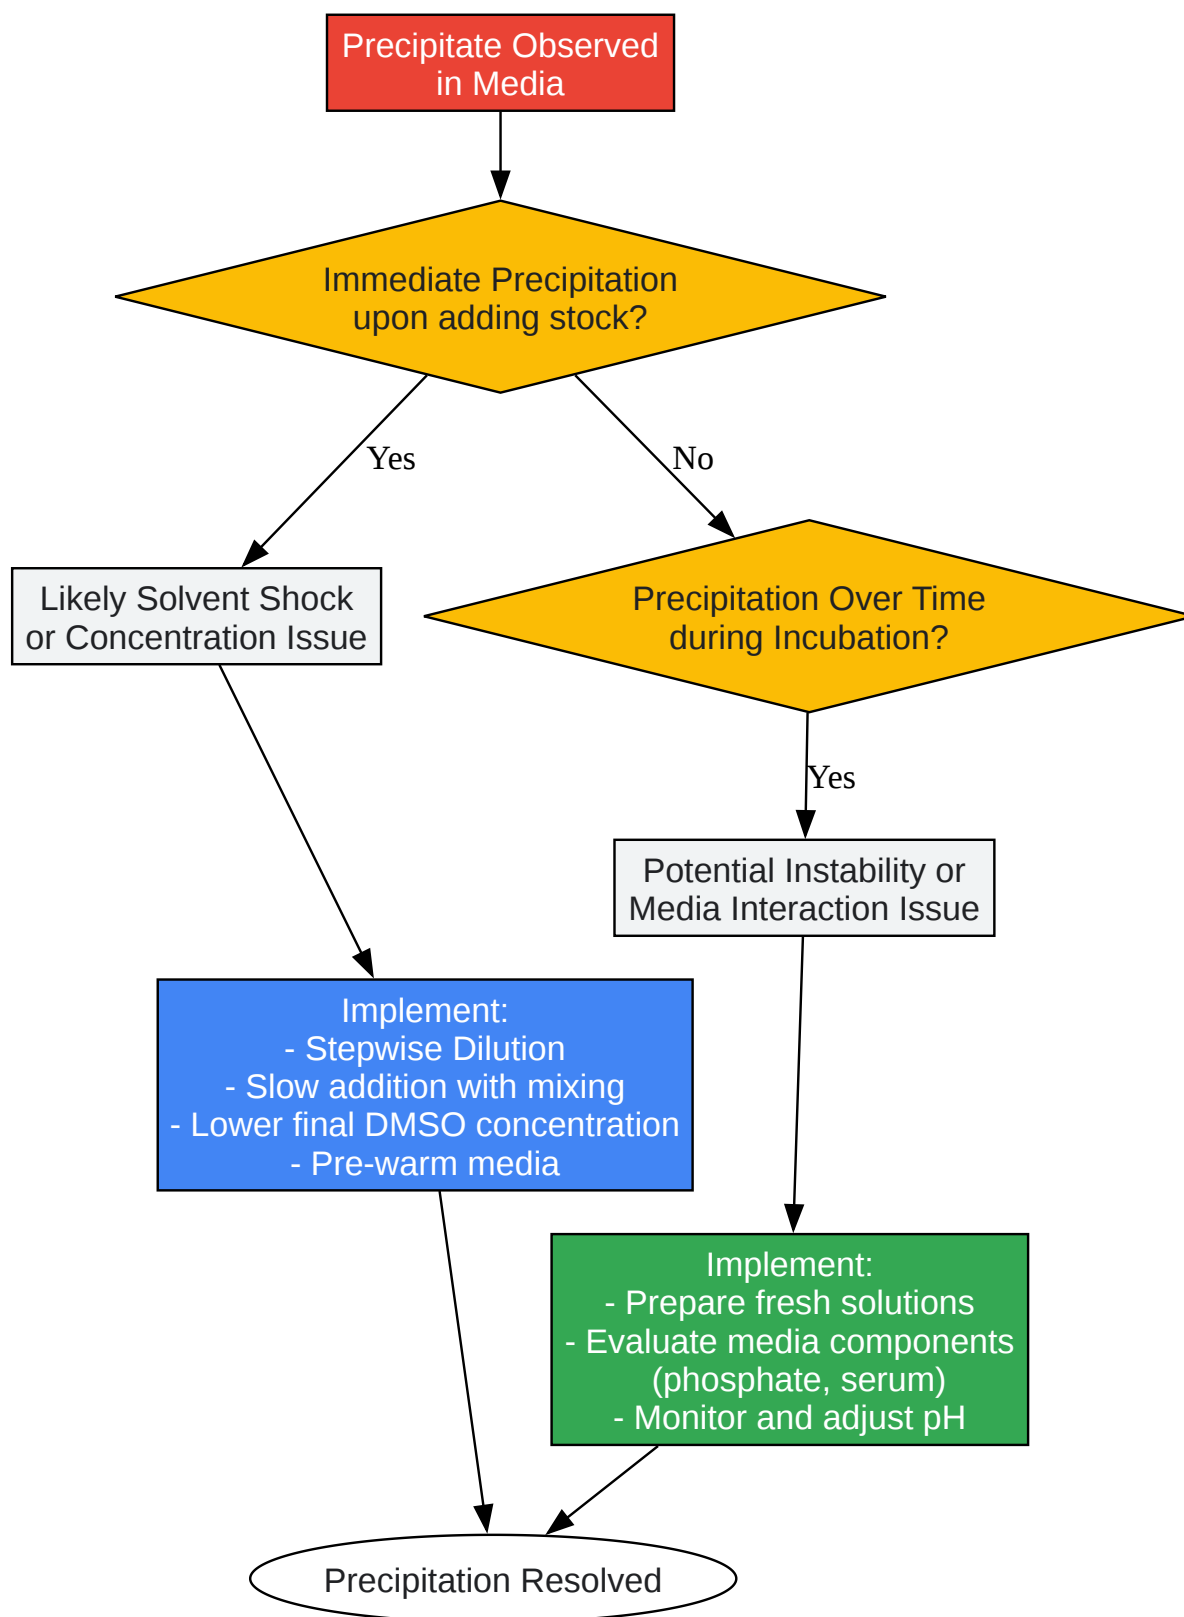 Precipitate Observed
in Media
Immediate Precipitation
upon adding stock?
Yes
No
Likely Solvent Shock
or Concentration Issue
Precipitation Over Time
during Incubation?
Yes
Potential Instability or
Media Interaction Issue
Implement:
- Stepwise Dilution
- Slow addition with mixing
- Lower final DMSO concentration
- Pre-warm media
Implement:
- Prepare fresh solutions
- Evaluate media components
(phosphate, serum)
- Monitor and adjust pH
Precipitation Resolved